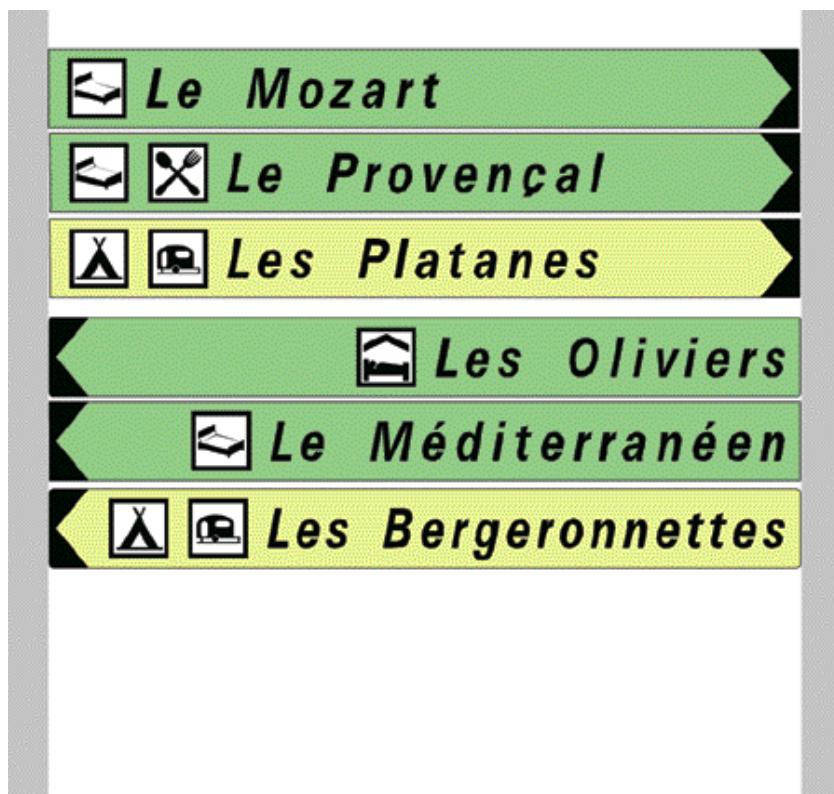 Le Mozart
Le Provençal
Les Platanes
Les Oliviers
Le Méditerranéen
Les Bergeronnettes